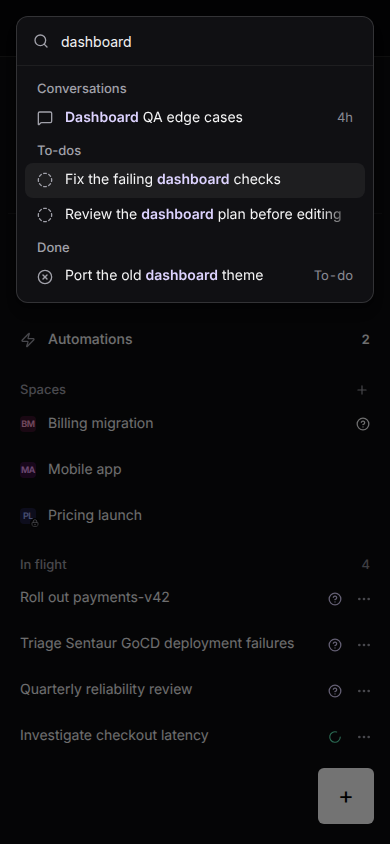 dashboard
Conversations
Dashboard QA edge cases 4h
To-dos
Fix the failing dashboard checks
Review the dashboard plan before editing
Done
Port the old dashboard theme To-do
Automations 2
Spaces +
BM Billing migration
MA Mobile app
PL Pricing launch
In flight 4
Roll out payments-v42
Triage Sentaur GoCD deployment failures
Quarterly reliability review
Investigate checkout latency
+